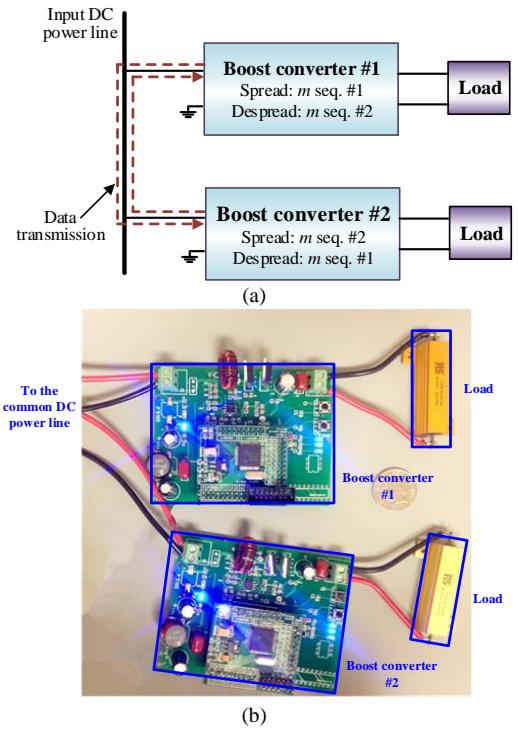 Input DC
power line
Boost converter #1
Spread: m seq. #1
Despread: m seq. #2
Load
Data
transmission
Boost converter #2
Spread: m seq. #2
Despread: m seq. #1
Load
(a)
To the
common DC
power line
Load
Boost converter
#1
RS
RS
Load
Boost converter
#2
(b)